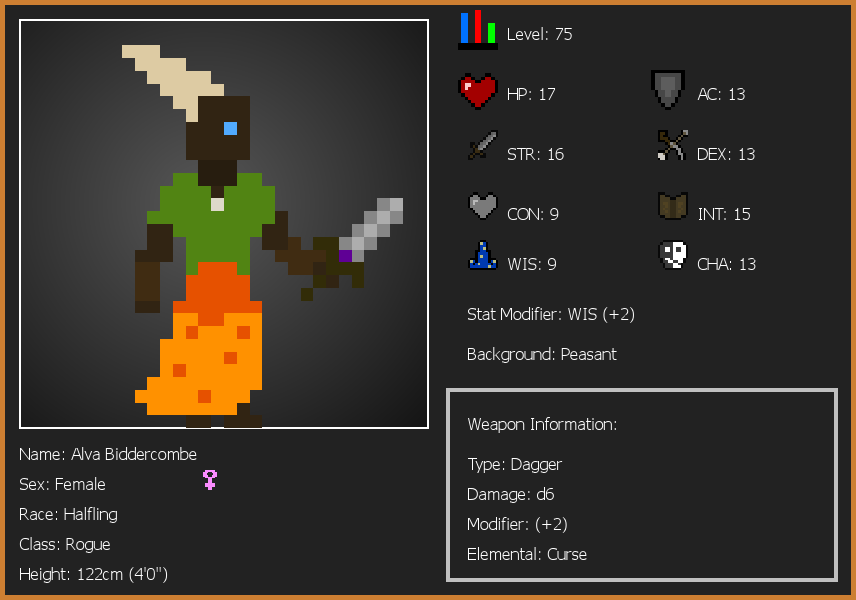 Level: 75
HP: 17
AC: 13
STR: 16
DEX: 13
CON: 9
INT: 15
WIS: 9
CHA: 13
Stat Modifier: WIS (+2)
Background: Peasant
Weapon Information:
Type: Dagger
Damage: d6
Modifier: (+2)
Elemental: Curse
Name: Alva Biddercombe
Sex: Female
Race: Halfling
Class: Rogue
Height: 122cm (4'0")